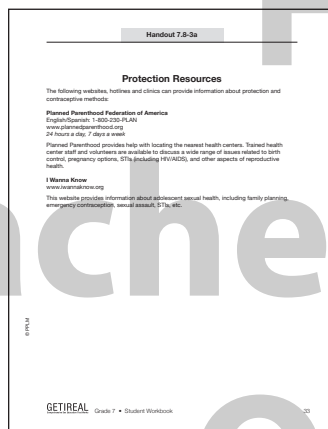 Handout 7.8-3a
Protection Resources
The following websites, hotlines and clinics can provide information about protection and
contraceptive methods:
Planned Parenthood Federation of America
English/Spanish: 1-800-230-PLAN
www.plannedparenthood.org
24 hours a day, 7 days a week
Planned Parenthood provides help with locating the nearest health centers. Trained health
center staff and volunteers are available to discuss a wide range of issues related to birth
control, pregnancy options, STIs (including HIV/AIDS), and other aspects of reproductive
health.
I Wanna Know
www.iwannaknow.org
This website provides information about adolescent sexual health, including family planning,
emergency contraception, sexual assault, STIs, etc.
© PPLM
GET REAL Grade 7 • Student Workbook 33
nche